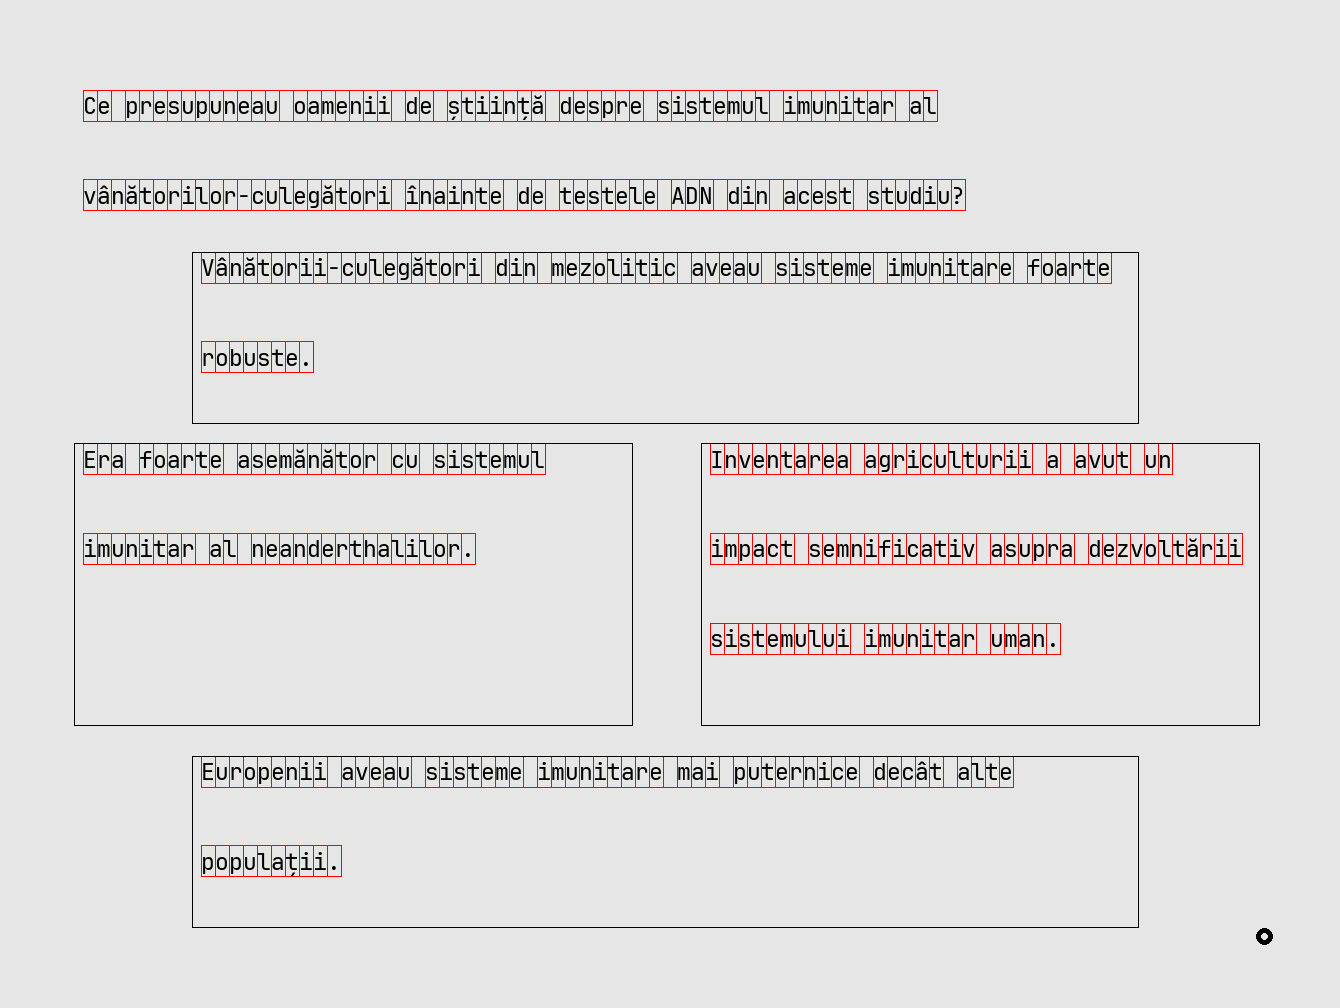 Ce presupuneau oamenii de știință despre sistemul imunitar al
vânătorilor-culegători înainte de testele ADN din acest studiu?
Vânătorii-culegători din mezolitic aveau sisteme imunitare foarte
robuste.
Era foarte asemănător cu sistemul
imunitar al neanderthalilor.
Inventarea agriculturii a avut un
impact semnificativ asupra dezvoltării
sistemului imunitar uman.
Europenii aveau sisteme imunitare mai puternice decât alte
populații.